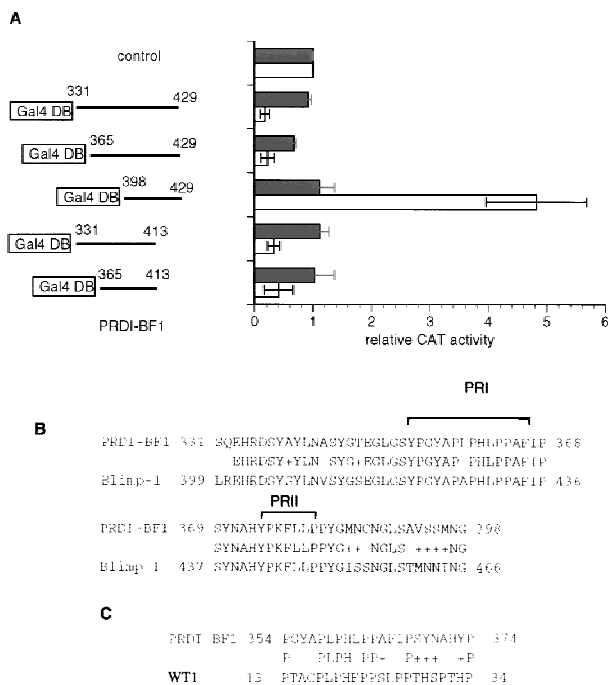 A
control
331
429
Gal4 DB
365
429
Gal4 DB
398
429
Gal4 DB
331
413
Gal4 DB
365
413
Gal4 DB
PRDI-BF1
0 1 2 3 4 5 6
relative CAT activity
PRI
B
PRDI-BF1 331 SQEHRDSYAYLNASYGTEGLGSYPGYAPLPHLPPAFIP 368
EHRDSY+YLN SYG+EGLGSYPGYAP PHLPPAFIP
Blimp-1 399 LREHRDSYSYLNVSYGSEGLGSYPGYAPAPHLPPAFIP 436
PRII
PRDI-BF1 369 SYNAHYPKFLLPPYGMNCNGLSAVSSMNG 398
SYNAHYPKFLLPPYG++ NGLS ++++NG
Blimp 1 437 SYNAHYPKFLLPPYGISSNGLSTMNNING 466
C
PRDI BF1 354 PGYAPLPHLPPAFIPSYNAHYP 374
P PLPH PP+ P+++ +P
WT1 13 34